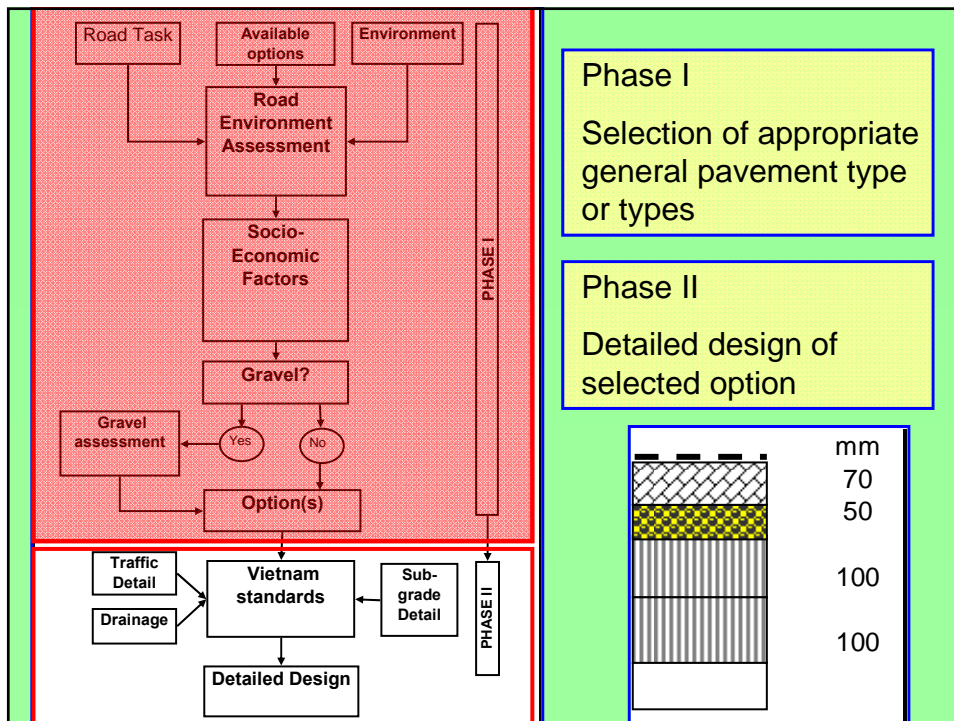 Road Task
Available
options
Environment
Road
Environment
Assessment
Socio-
Economic
Factors
PHASE I
Gravel?
Gravel
assessment
Yes
No
Option(s)
Traffic
Detail
Drainage
Vietnam
standards
Sub-
grade
Detail
PHASE II
Detailed Design
Phase I
Selection of appropriate
general pavement type
or types
Phase II
Detailed design of
selected option
mm
70
50
100
100